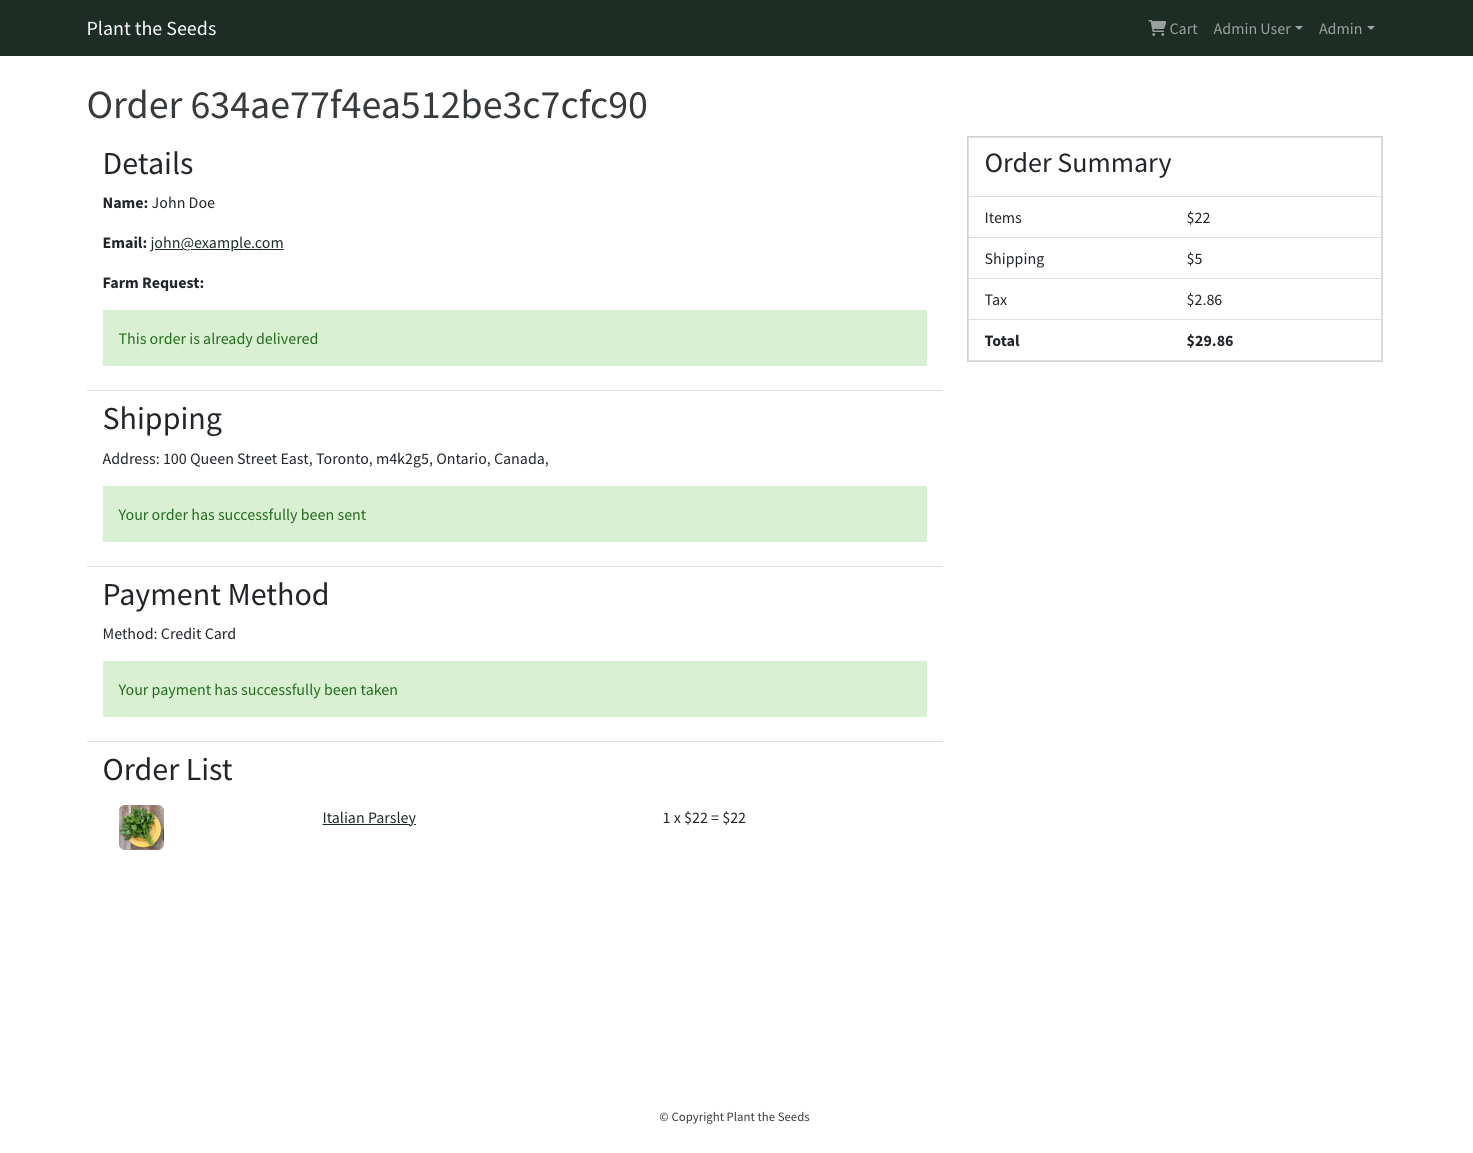 Plant the Seeds
Cart Admin User Admin
Order 634ae77f4ea512be3c7cfc90
Details
Name: John Doe
Email: john@example.com
Farm Request:
This order is already delivered
Shipping
Address: 100 Queen Street East, Toronto, m4k2g5, Ontario, Canada,
Your order has successfully been sent
Payment Method
Method: Credit Card
Your payment has successfully been taken
Order List
Italian Parsley 1 x $22 = $22
Order Summary
Items $22
Shipping $5
Tax $2.86
Total $29.86
© Copyright Plant the Seeds